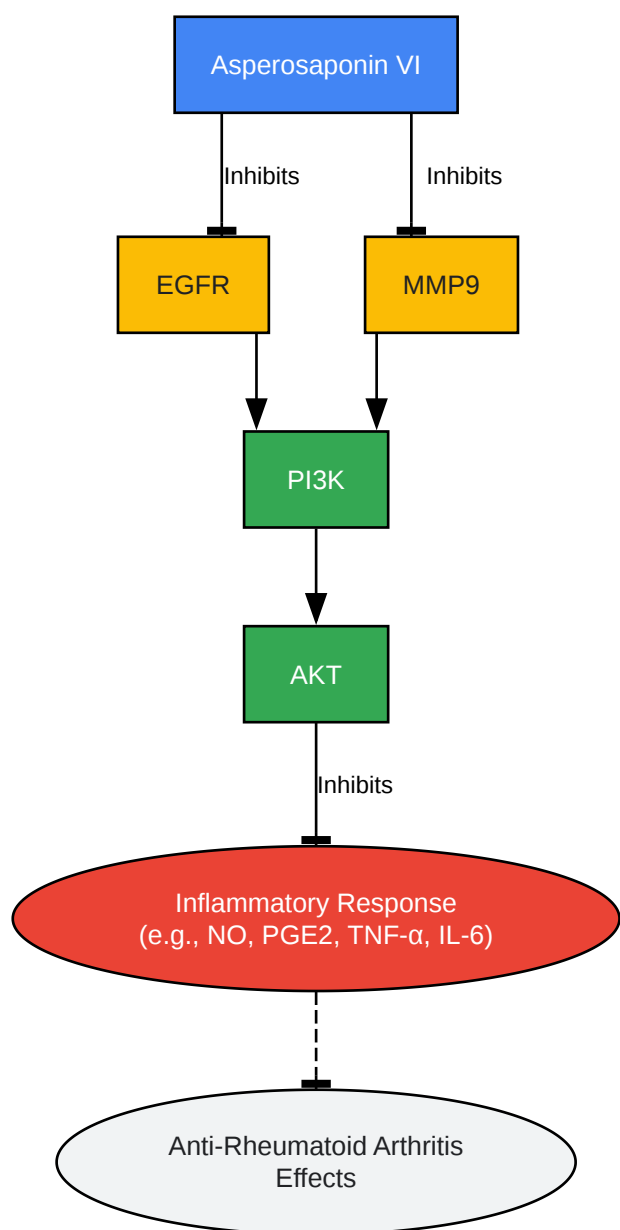 Asperosaponin VI
Inhibits
Inhibits
EGFR
MMP9
PI3K
AKT
Inhibits
Inflammatory Response
(e.g., NO, PGE2, TNF-α, IL-6)
Anti-Rheumatoid Arthritis
Effects